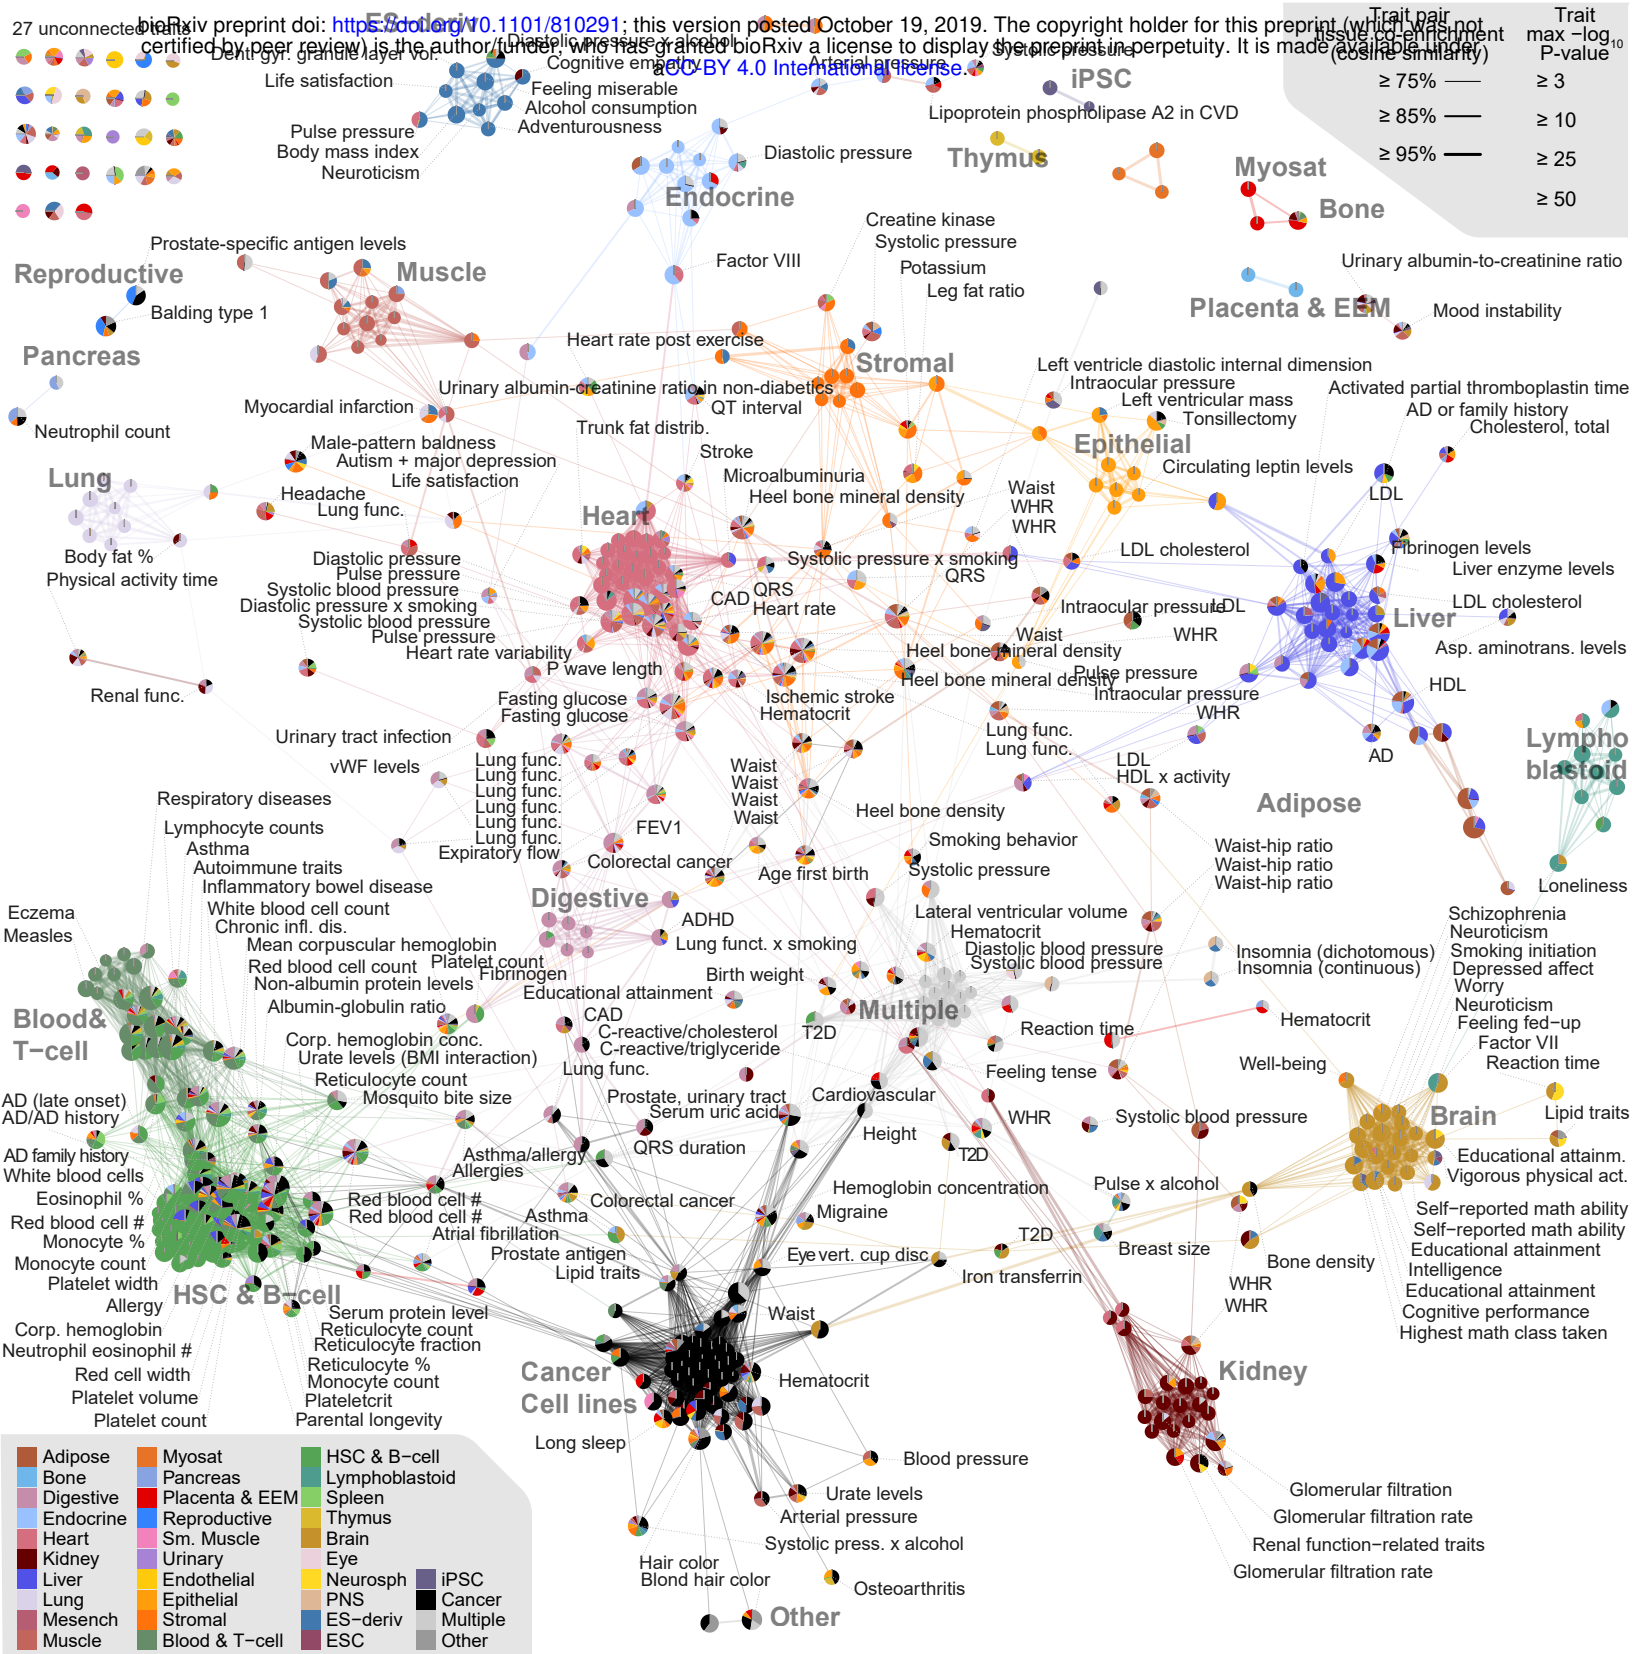 bioRxiv preprint doi: https://doi.org/10.1101/810291; this version posted October 19, 2019. The copyright holder for this preprint (which was not
certified by peer review) is the author/funder, who has granted bioRxiv a license to display the preprint in perpetuity. It is made available under
aCC-BY 4.0 International license.
27 unconnected traits
ES-deriv
Denti gyr. granule layer vol.
Diastolic pressure x alcohol
Cognitive empathy
Life satisfaction
Feeling miserable
Alcohol consumption
Adventurousness
Pulse pressure
Body mass index
Neuroticism
Arterial pressure
Systolic pressure
iPSC
Lipoprotein phospholipase A2 in CVD
Thymus
Diastolic pressure
Endocrine
Factor VIII
Trait pair
tissue co-enrichment
(cosine similarity)
Trait
max −log10
P-value
≥ 75%
≥ 3
≥ 85%
≥ 10
≥ 95%
≥ 25
≥ 50
Myosat
Bone
Creatine kinase
Systolic pressure
Potassium
Leg fat ratio
Urinary albumin-to-creatinine ratio
Placenta & EEM
Mood instability
Prostate-specific antigen levels
Reproductive
Muscle
Balding type 1
Pancreas
Neutrophil count
Heart rate post exercise
Stromal
Urinary albumin-creatinine ratio in non-diabetics
QT interval
Myocardial infarction
Trunk fat distrib.
Left ventricle diastolic internal dimension
Intraocular pressure
Left ventricular mass
Tonsillectomy
Epithelial
Activated partial thromboplastin time
AD or family history
Cholesterol, total
Circulating leptin levels
LDL
Male-pattern baldness
Autism + major depression
Life satisfaction
Lung
Headache
Lung func.
Stroke
Microalbuminuria
Heel bone mineral density
Waist
WHR
WHR
Heart
Body fat %
Physical activity time
Diastolic pressure
Pulse pressure
Systolic blood pressure
Diastolic pressure x smoking
Systolic blood pressure
Pulse pressure
Heart rate variability
Systolic pressure x smoking
QRS
CAD
QRS
Heart rate
LDL cholesterol
Fibrinogen levels
Liver enzyme levels
LDL cholesterol
Liver
Asp. aminotrans. levels
Intraocular pressure
LDL
Waist
WHR
Heel bone mineral density
Heel bone mineral density
Pulse pressure
Intraocular pressure
WHR
HDL
AD
P wave length
Renal func.
Fasting glucose
Fasting glucose
Ischemic stroke
Hematocrit
Lung func.
Lung func.
Urinary tract infection
vWF levels
Lung func.
Lung func.
Lung func.
Lung func.
Lung func.
Lung func.
Expiratory flow
Waist
Waist
Waist
Waist
LDL
HDL x activity
Adipose
Lympho
blastoid
Heel bone density
FEV1
Colorectal cancer
Smoking behavior
Age first birth
Systolic pressure
Waist-hip ratio
Waist-hip ratio
Waist-hip ratio
Loneliness
Respiratory diseases
Lymphocyte counts
Asthma
Autoimmune traits
Inflammatory bowel disease
White blood cell count
Chronic infl. dis.
Mean corpuscular hemoglobin
Platelet count
Red blood cell count
Non-albumin protein levels
Albumin-globulin ratio
Eczema
Measles
Digestive
ADHD
Lung funct. x smoking
Fibrinogen
Birth weight
Educational attainment
Lateral ventricular volume
Hematocrit
Diastolic blood pressure
Systolic blood pressure
Multiple
Insomnia (dichotomous)
Insomnia (continuous)
Schizophrenia
Neuroticism
Smoking initiation
Depressed affect
Worry
Neuroticism
Feeling fed-up
Factor VII
Reaction time
Blood&
T−cell
Corp. hemoglobin conc.
Urate levels (BMI interaction)
Reticulocyte count
Mosquito bite size
CAD
C-reactive/cholesterol
C-reactive/triglyceride
Lung func.
T2D
Reaction time
Hematocrit
Well-being
Feeling tense
Cardiovascular
Prostate, urinary tract
Serum uric acid
WHR
Systolic blood pressure
Brain
Lipid traits
AD (late onset)
AD/AD history
AD family history
White blood cells
Eosinophil %
Red blood cell #
Monocyte %
Monocyte count
Platelet width
Allergy
HSC & B−cell
Asthma/allergy
Allergies
QRS duration
Height
T2D
Educational attainm.
Vigorous physical act.
Red blood cell #
Red blood cell #
Atrial fibrillation
Asthma
Colorectal cancer
Prostate antigen
Lipid traits
Hemoglobin concentration
Migraine
Pulse x alcohol
Eye vert. cup disc
T2D
Iron transferrin
Breast size
Bone density
WHR
WHR
Self−reported math ability
Self−reported math ability
Educational attainment
Intelligence
Educational attainment
Cognitive performance
Highest math class taken
Corp. hemoglobin
Neutrophil eosinophil #
Red cell width
Platelet volume
Platelet count
Serum protein level
Reticulocyte count
Reticulocyte fraction
Reticulocyte %
Monocyte count
Plateletcrit
Parental longevity
Waist
Cancer
Cell lines
Hematocrit
Kidney
Long sleep
Blood pressure
Urate levels
Arterial pressure
Systolic press. x alcohol
Hair color
Blond hair color
Osteoarthritis
Other
Glomerular filtration
Glomerular filtration rate
Renal function−related traits
Glomerular filtration rate
Adipose
Bone
Digestive
Endocrine
Heart
Kidney
Liver
Lung
Mesench
Muscle
Myosat
Pancreas
Placenta & EEM
Reproductive
Sm. Muscle
Urinary
Endothelial
Epithelial
Stromal
Blood & T−cell
HSC & B−cell
Lymphoblastoid
Spleen
Thymus
Brain
Eye
Neurosph
PNS
ES−deriv
ESC
iPSC
Cancer
Multiple
Other